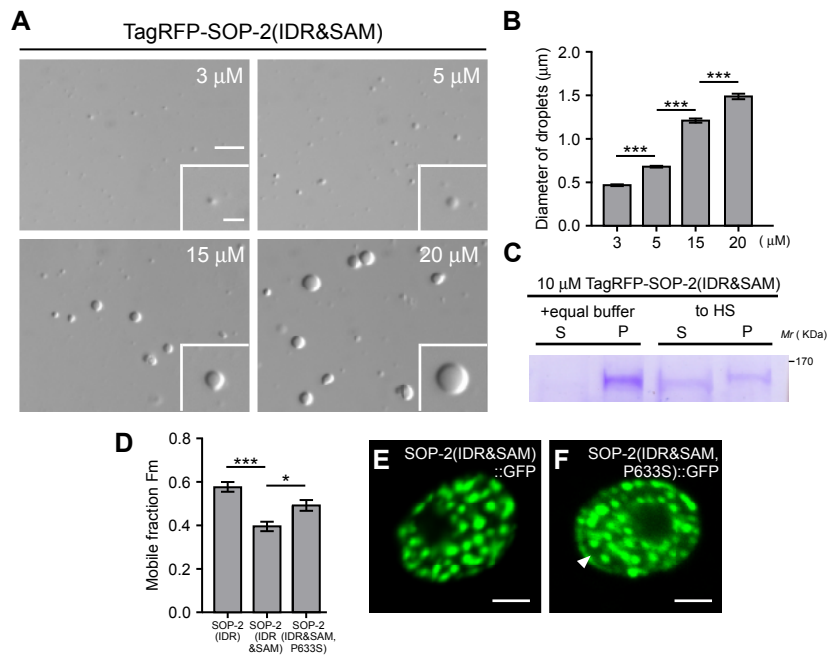 A
TagRFP-SOP-2(IDR&SAM)
3 μM
5 μM
15 μM
20 μM
B
Diameter of droplets (μm)
2.0
1.5
1.0
0.5
0.0
***
***
***
3 5 15 20 ( μM)
C
10 μM TagRFP-SOP-2(IDR&SAM)
+equal buffer to HS
S P S P Mr ( KDa)
170
D
Mobile fraction Fm
0.8
0.6
0.4
0.2
0.0
***
*
SOP-2
(IDR)
SOP-2
(IDR
&SAM)
SOP-2
(IDR&SAM,
P633S)
E
SOP-2(IDR&SAM)
::GFP
F
SOP-2(IDR&SAM,
P633S)::GFP